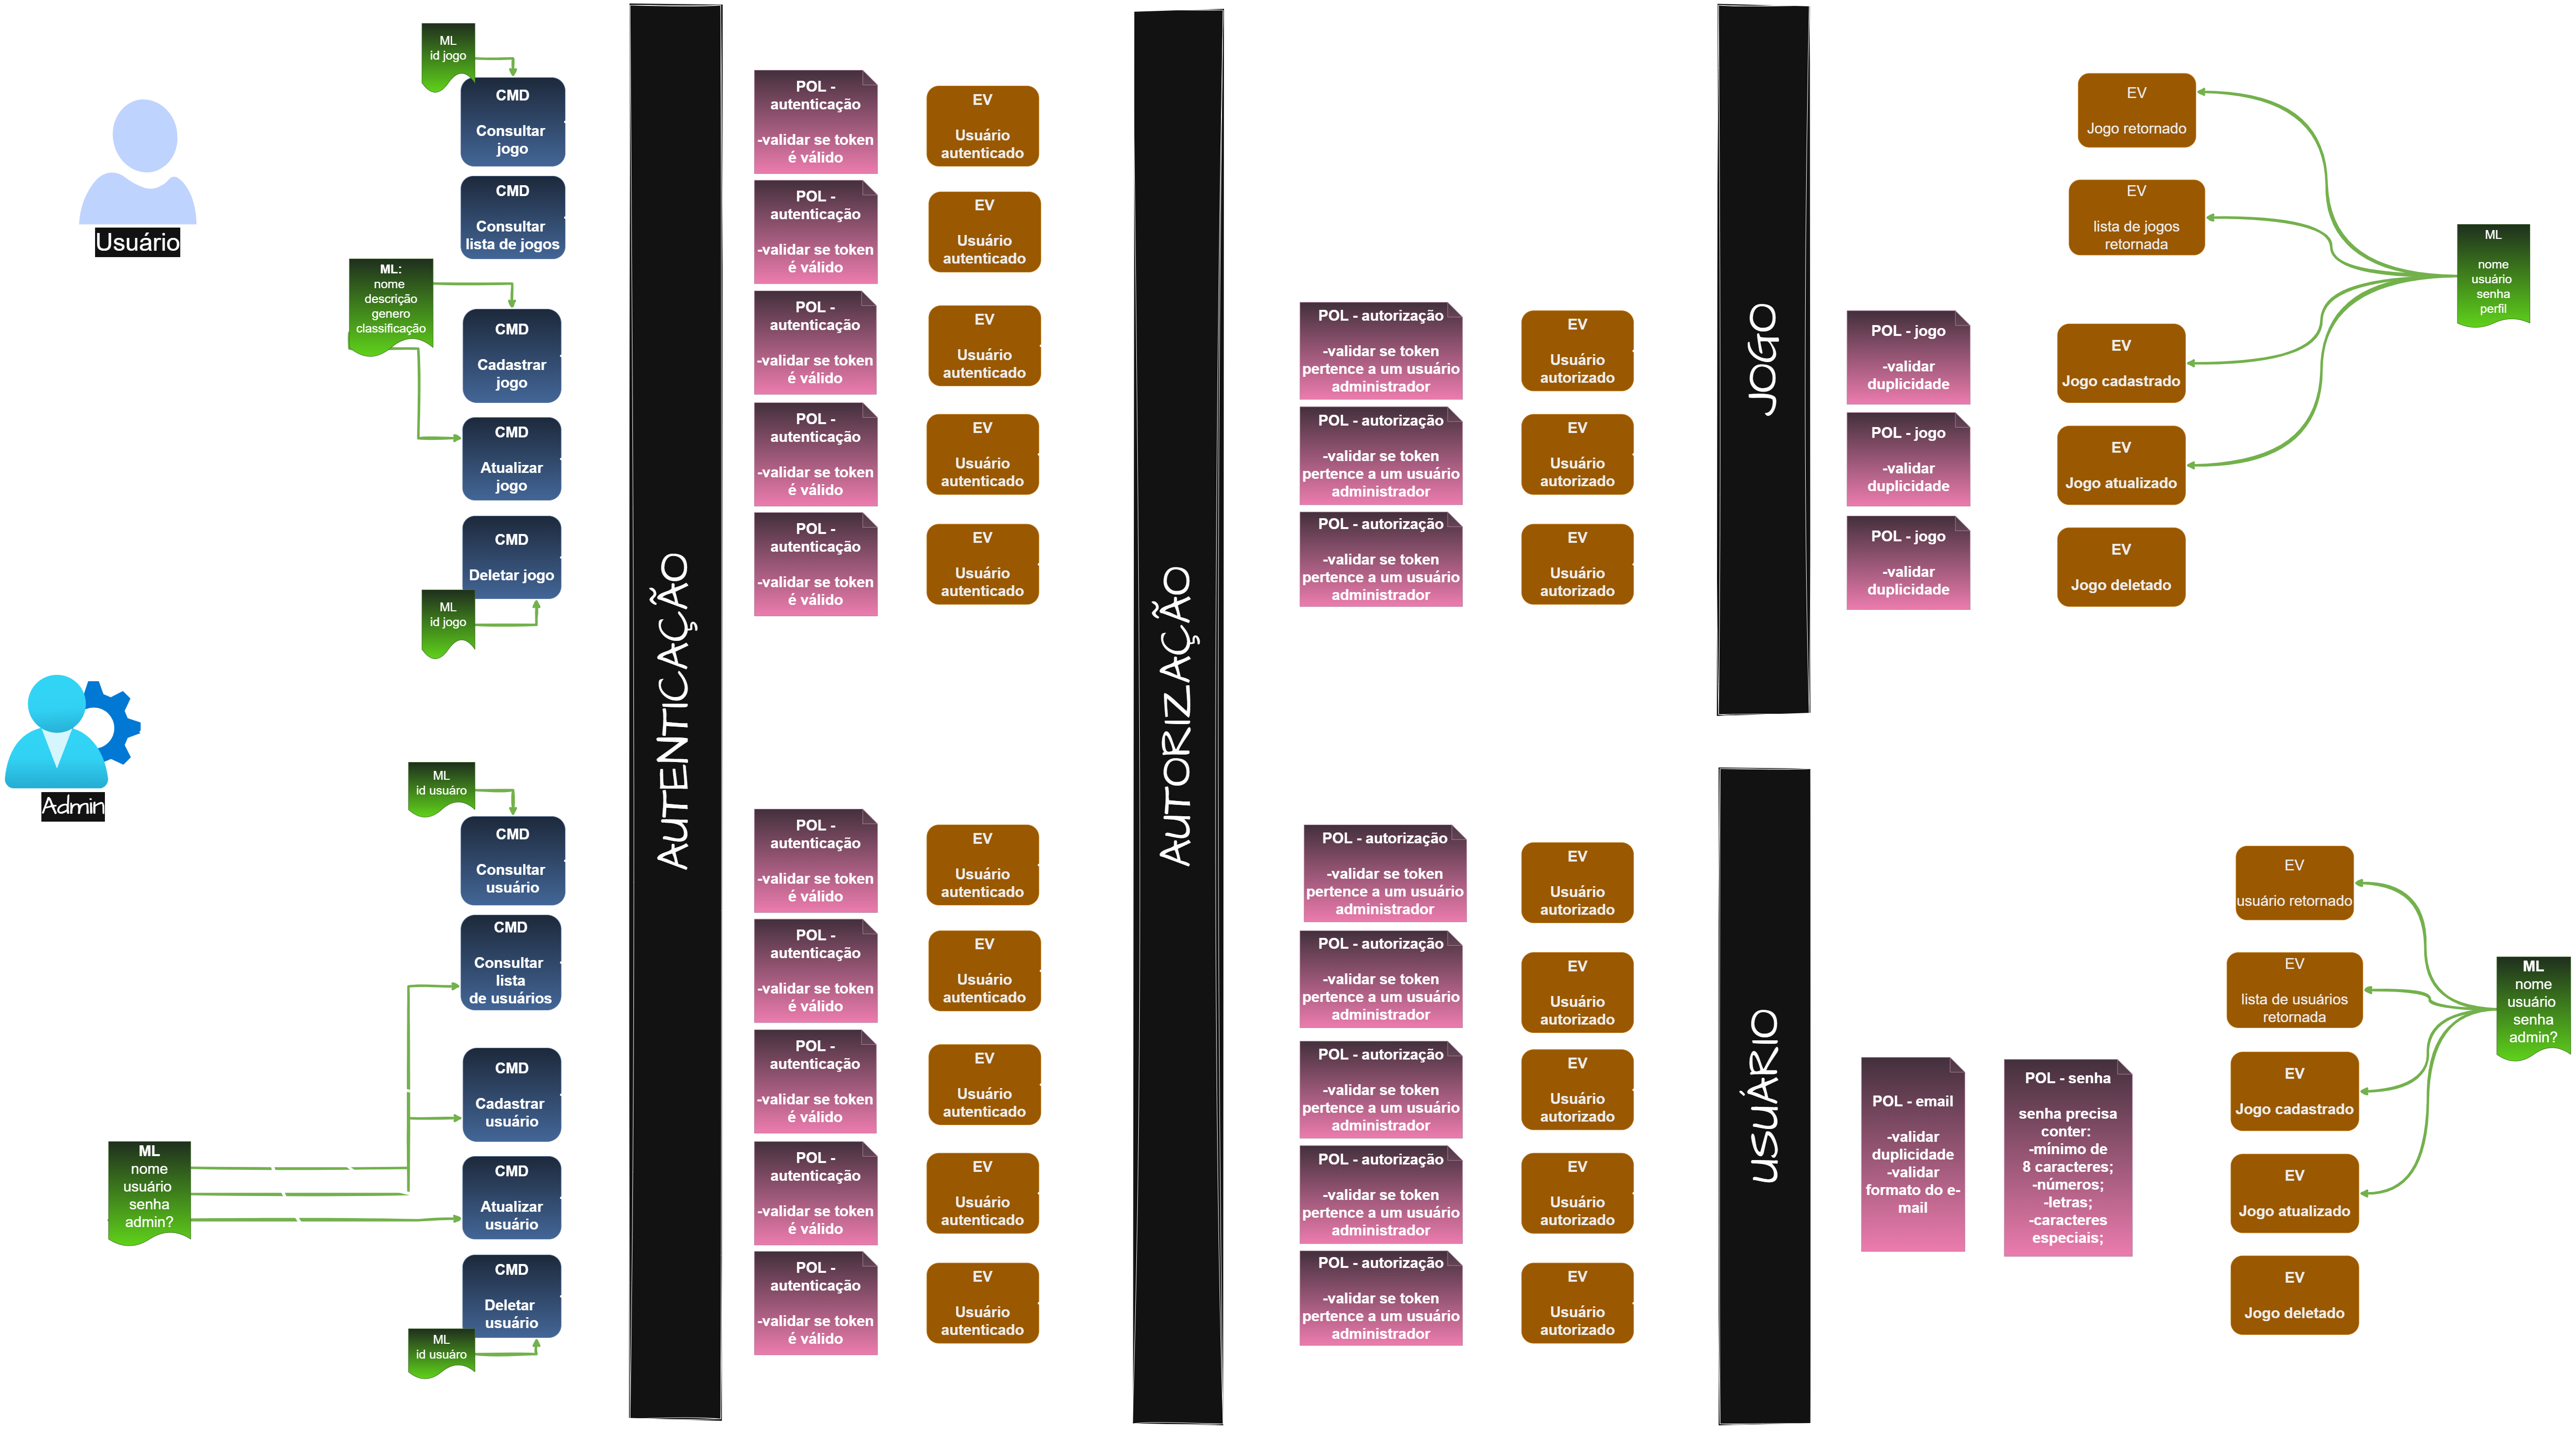 Usuário
Admin
ML
id jogo
CMD
Consultar
jogo
CMD
Consultar
lista de jogos
ML:
nome
descrição
genero
classificação
CMD
Cadastrar
jogo
CMD
Atualizar
jogo
CMD
Deletar jogo
ML
id jogo
ML
id usuáro
CMD
Consultar
usuário
CMD
Consultar
lista
de usuários
CMD
Cadastrar
usuário
ML
nome
usuário
senha
admin?
CMD
Atualizar
usuário
CMD
Deletar
usuário
ML
id usuáro
AUTENTICAÇÃO
POL -
autenticação
-validar se token
é válido
EV
Usuário
autenticado
POL -
autenticação
-validar se token
é válido
EV
Usuário
autenticado
POL -
autenticação
-validar se token
é válido
EV
Usuário
autenticado
POL -
autenticação
-validar se token
é válido
EV
Usuário
autenticado
POL -
autenticação
-validar se token
é válido
EV
Usuário
autenticado
POL -
autenticação
-validar se token
é válido
EV
Usuário
autenticado
POL -
autenticação
-validar se token
é válido
EV
Usuário
autenticado
POL -
autenticação
-validar se token
é válido
EV
Usuário
autenticado
POL -
autenticação
-validar se token
é válido
EV
Usuário
autenticado
POL -
autenticação
-validar se token
é válido
EV
Usuário
autenticado
AUTORIZAÇÃO
POL - autorização
-validar se token
pertence a um usuário
administrador
EV
Usuário
autorizado
POL - autorização
-validar se token
pertence a um usuário
administrador
EV
Usuário
autorizado
POL - autorização
-validar se token
pertence a um usuário
administrador
EV
Usuário
autorizado
POL - autorização
-validar se token
pertence a um usuário
administrador
EV
Usuário
autorizado
POL - autorização
-validar se token
pertence a um usuário
administrador
EV
Usuário
autorizado
POL - autorização
-validar se token
pertence a um usuário
administrador
EV
Usuário
autorizado
POL - autorização
-validar se token
pertence a um usuário
administrador
EV
Usuário
autorizado
POL - autorização
-validar se token
pertence a um usuário
administrador
EV
Usuário
autorizado
JOGO
EV
Jogo retornado
EV
lista de jogos
retornada
ML
nome
usuário
senha
perfil
POL - jogo
-validar
duplicidade
EV
Jogo cadastrado
POL - jogo
-validar
duplicidade
EV
Jogo atualizado
POL - jogo
-validar
duplicidade
EV
Jogo deletado
USUÁRIO
POL - email
-validar
duplicidade
-validar
formato do e-
mail
POL - senha
senha precisa
conter:
-mínimo de
8 caracteres;
-números;
-letras;
-caracteres
especiais;
EV
usuário retornado
EV
lista de usuários
retornada
ML
nome
usuário
senha
admin?
EV
Jogo cadastrado
EV
Jogo atualizado
EV
Jogo deletado